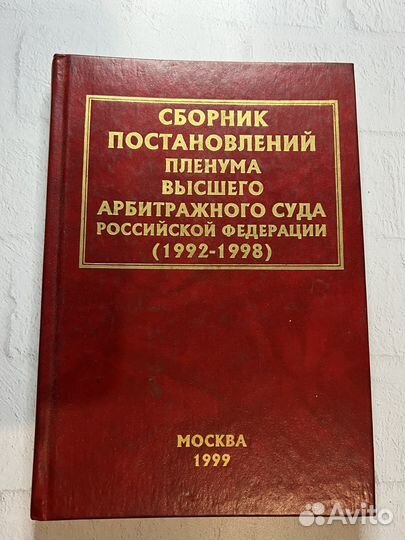 СБОРНИК
ПОСТАНОВЛЕНИЙ
ПЛЕНУМА
ВЫСШЕГО
АРБИТРАЖНОГО СУДА
РОССИЙСКОЙ ФЕДЕРАЦИИ
(1992-1998)
МОСКВА
1999
Avito